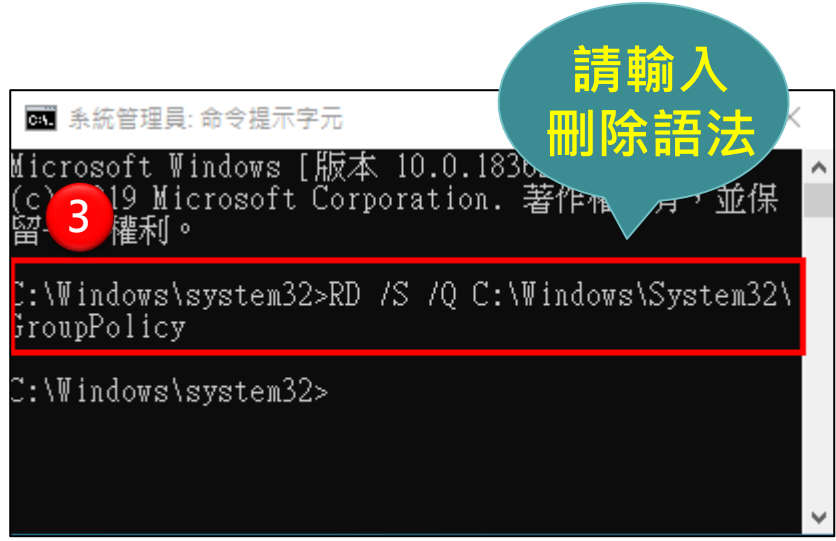 請輸入
刪除語法
系統管理員: 命令提示字元
Microsoft Windows [版本 10.0.1836
(c) 19 Microsoft Corporation. 著作權 有，並保
留 權利。
3
C:\Windows\system32>RD /S /Q C:\Windows\System32\
GroupPolicy
C:\Windows\system32>